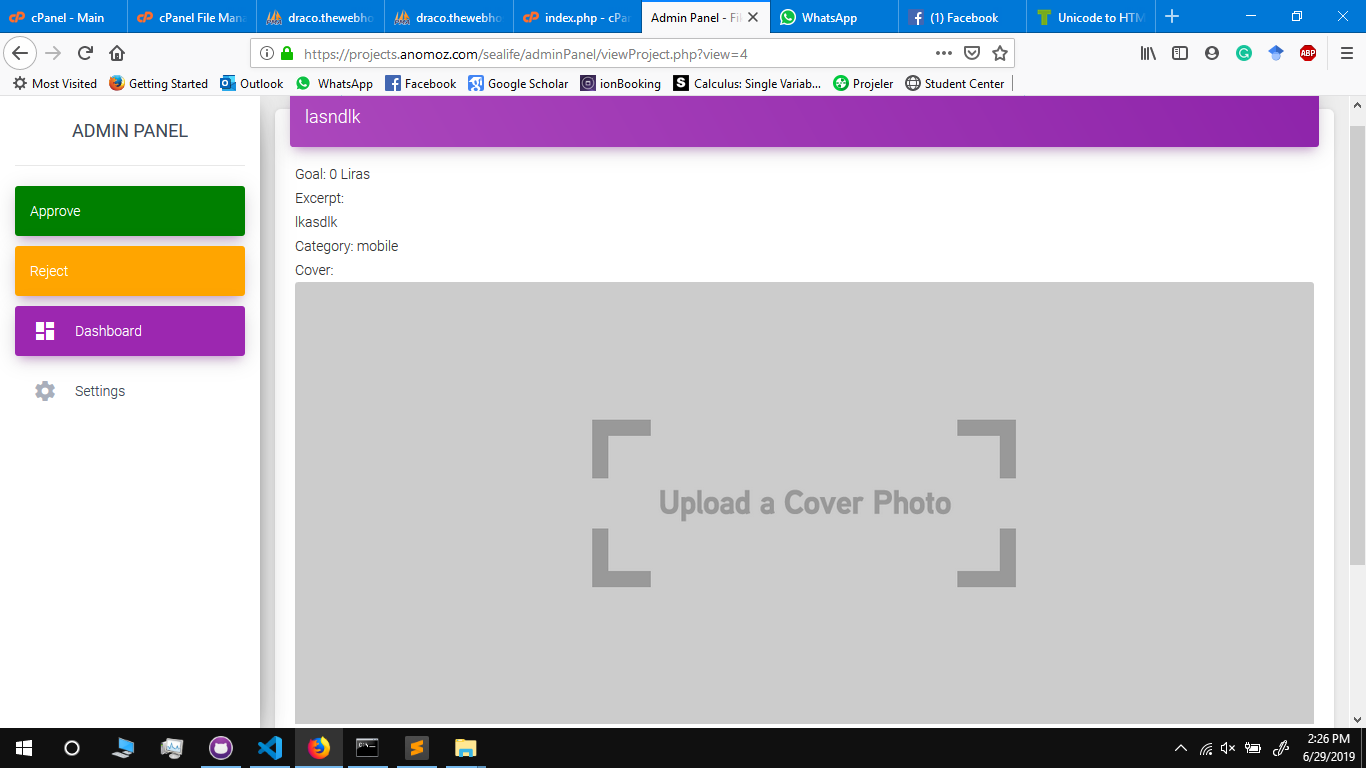 cPanel - Main
cPanel File Mana
draco.thewebho
draco.thewebho
index.php - cPa
Admin Panel - Fil
WhatsApp
(1) Facebook
Unicode to HTM
https://projects.anomoz.com/sealife/adminPanel/viewProject.php?view=4
ABP
Most Visited
Getting Started
Outlook
WhatsApp
Facebook
Google Scholar
ionBooking
Calculus: Single Variab...
Projeler
Student Center
ADMIN PANEL
Approve
Reject
Dashboard
Settings
lasndlk
Goal: 0 Liras
Excerpt:
lkasdlk
Category: mobile
Cover:
Upload a Cover Photo
2:26 PM
6/29/2019